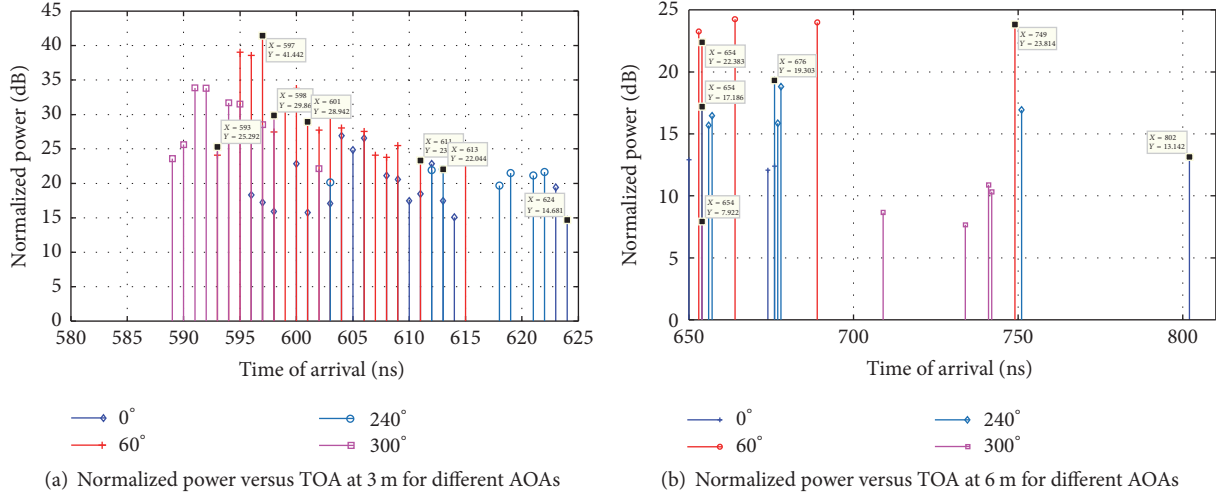 45
40
35
30
25
20
15
10
5
0
Normalized power (dB)
X = 597
Y = 41.442
X = 593
Y = 25.292
X = 598
Y = 29.86
X = 601
Y = 28.942
X = 613
Y = 22.044
X = 624
Y = 14.681
580 585 590 595 600 605 610 615 620 625
Time of arrival (ns)
0°
60°
240°
300°
(a) Normalized power versus TOA at 3 m for different AOAs
25
20
15
10
5
0
Normalized power (dB)
X = 654
Y = 22.383
X = 654
Y = 17.186
X = 654
Y = 7.922
X = 676
Y = 19.303
X = 749
Y = 23.814
X = 802
Y = 13.142
650 700 750 800
Time of arrival (ns)
0°
60°
240°
300°
(b) Normalized power versus TOA at 6 m for different AOAs